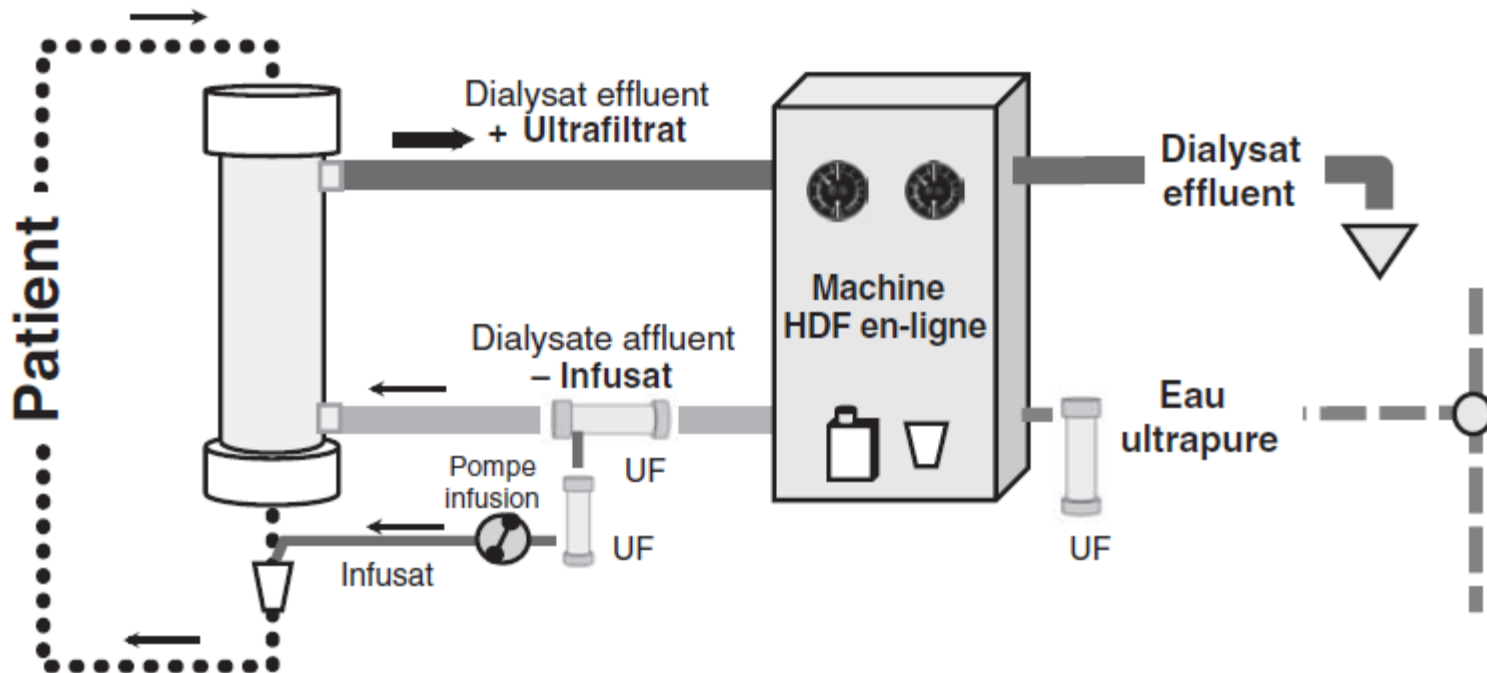 Patient
Dialysat effluent
+ Ultrafiltrat
Dialysat
effluent
Machine
HDF en-ligne
Dialysate affluent
– Infusat
Eau
ultrapure
Pompe
infusion
UF
UF
UF
Infusat